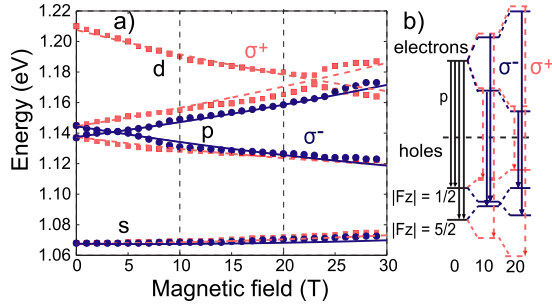 a)
b)
1.22
1.20
1.18
1.16
1.14
1.12
1.10
1.08
1.06
Energy (eV)
σ+
d
p
σ-
s
0 5 10 15 20 25 30
Magnetic field (T)
electrons
σ- σ+
p
holes
|Fz| = 1/2
|Fz| = 5/2
0 10 20